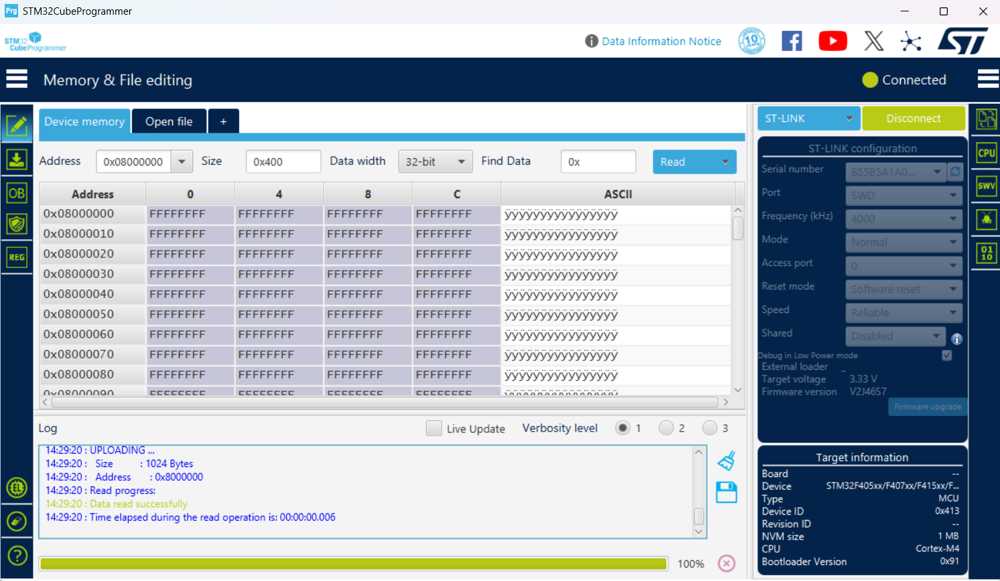 Prg STM32CubeProgrammer
STM32
CubeProgrammer
Data Information Notice
10
Memory & File editing
Connected
Device memory Open file +
Address 0x08000000 Size 0x400 Data width 32-bit Find Data 0x Read
Address 0 4 8 C ASCII
0x08000000 FFFFFFFF FFFFFFFF FFFFFFFF FFFFFFFF ÿÿÿÿÿÿÿÿÿÿÿÿÿÿÿÿ
0x08000010 FFFFFFFF FFFFFFFF FFFFFFFF FFFFFFFF ÿÿÿÿÿÿÿÿÿÿÿÿÿÿÿÿ
0x08000020 FFFFFFFF FFFFFFFF FFFFFFFF FFFFFFFF ÿÿÿÿÿÿÿÿÿÿÿÿÿÿÿÿ
0x08000030 FFFFFFFF FFFFFFFF FFFFFFFF FFFFFFFF ÿÿÿÿÿÿÿÿÿÿÿÿÿÿÿÿ
0x08000040 FFFFFFFF FFFFFFFF FFFFFFFF FFFFFFFF ÿÿÿÿÿÿÿÿÿÿÿÿÿÿÿÿ
0x08000050 FFFFFFFF FFFFFFFF FFFFFFFF FFFFFFFF ÿÿÿÿÿÿÿÿÿÿÿÿÿÿÿÿ
0x08000060 FFFFFFFF FFFFFFFF FFFFFFFF FFFFFFFF ÿÿÿÿÿÿÿÿÿÿÿÿÿÿÿÿ
0x08000070 FFFFFFFF FFFFFFFF FFFFFFFF FFFFFFFF ÿÿÿÿÿÿÿÿÿÿÿÿÿÿÿÿ
0x08000080 FFFFFFFF FFFFFFFF FFFFFFFF FFFFFFFF ÿÿÿÿÿÿÿÿÿÿÿÿÿÿÿÿ
0x08000090 FFFFFFFF FFFFFFFF FFFFFFFF FFFFFFFF ÿÿÿÿÿÿÿÿÿÿÿÿÿÿÿÿ
Log Live Update Verbosity level 1 2 3
14:29:20 : UPLOADING ...
14:29:20 : Size : 1024 Bytes
14:29:20 : Address : 0x8000000
14:29:20 : Read progress:
14:29:20 : Data read successfully
14:29:20 : Time elapsed during the read operation is: 00:00:00.006
100%
OB
REG
EL
?
ST-LINK Disconnect
ST-LINK configuration
Serial number B55B5A1A0...
Port SWD
Frequency (kHz) 4000
Mode Normal
Access port 0
Reset mode Software reset
Speed Reliable
Shared Disabled
Debug in Low Power mode
External loader _
Target voltage 3.33 V
Firmware version V2J46S7
Firmware upgrade
Target information
Board --
Device STM32F405xx/F407xx/F415xx/F...
Type MCU
Device ID 0x413
Revision ID --
NVM size 1 MB
CPU Cortex-M4
Bootloader Version 0x91
CPU
SWV
01
10